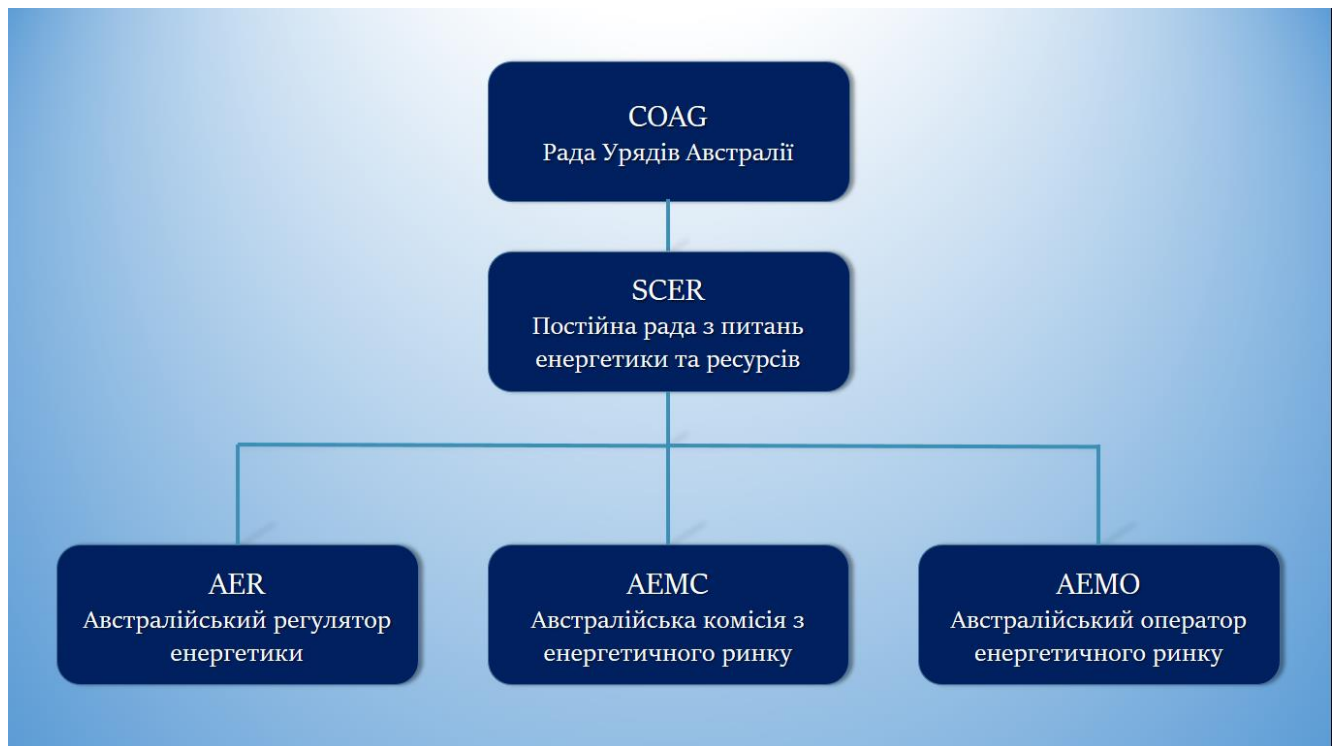 COAG
Рада Урядів Австралії
SCER
Постійна рада з питань
енергетики та ресурсів
AER
Австралійський регулятор
енергетики
AEMC
Австралійська комісія з
енергетичного ринку
AEMO
Австралійський оператор
енергетичного ринку